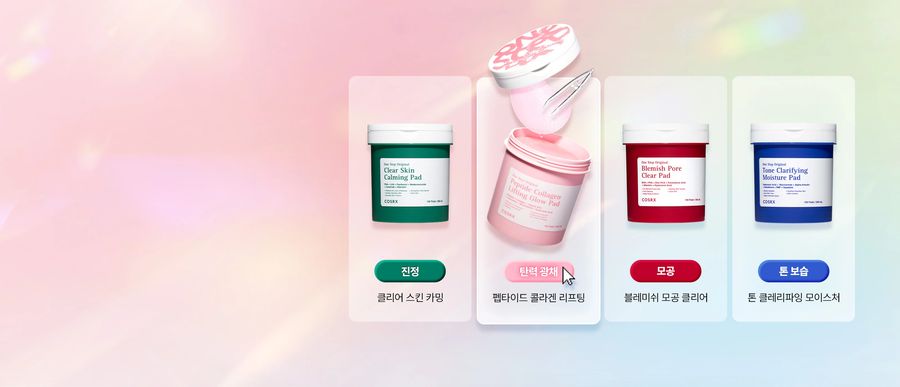 One Step Original
Clear Skin
Calming Pad
COSRX
진정
클리어 스킨 카밍
One Step Original
Peptide Collagen
Lifting Glow Pad
COSRX
탄력 광채
펩타이드 콜라겐 리프팅
One Step Original
Blemish Pore
Clear Pad
COSRX
모공
블레미쉬 모공 클리어
One Step Original
Tone Clarifying
Moisture Pad
COSRX
톤 보습
톤 클레리파잉 모이스처